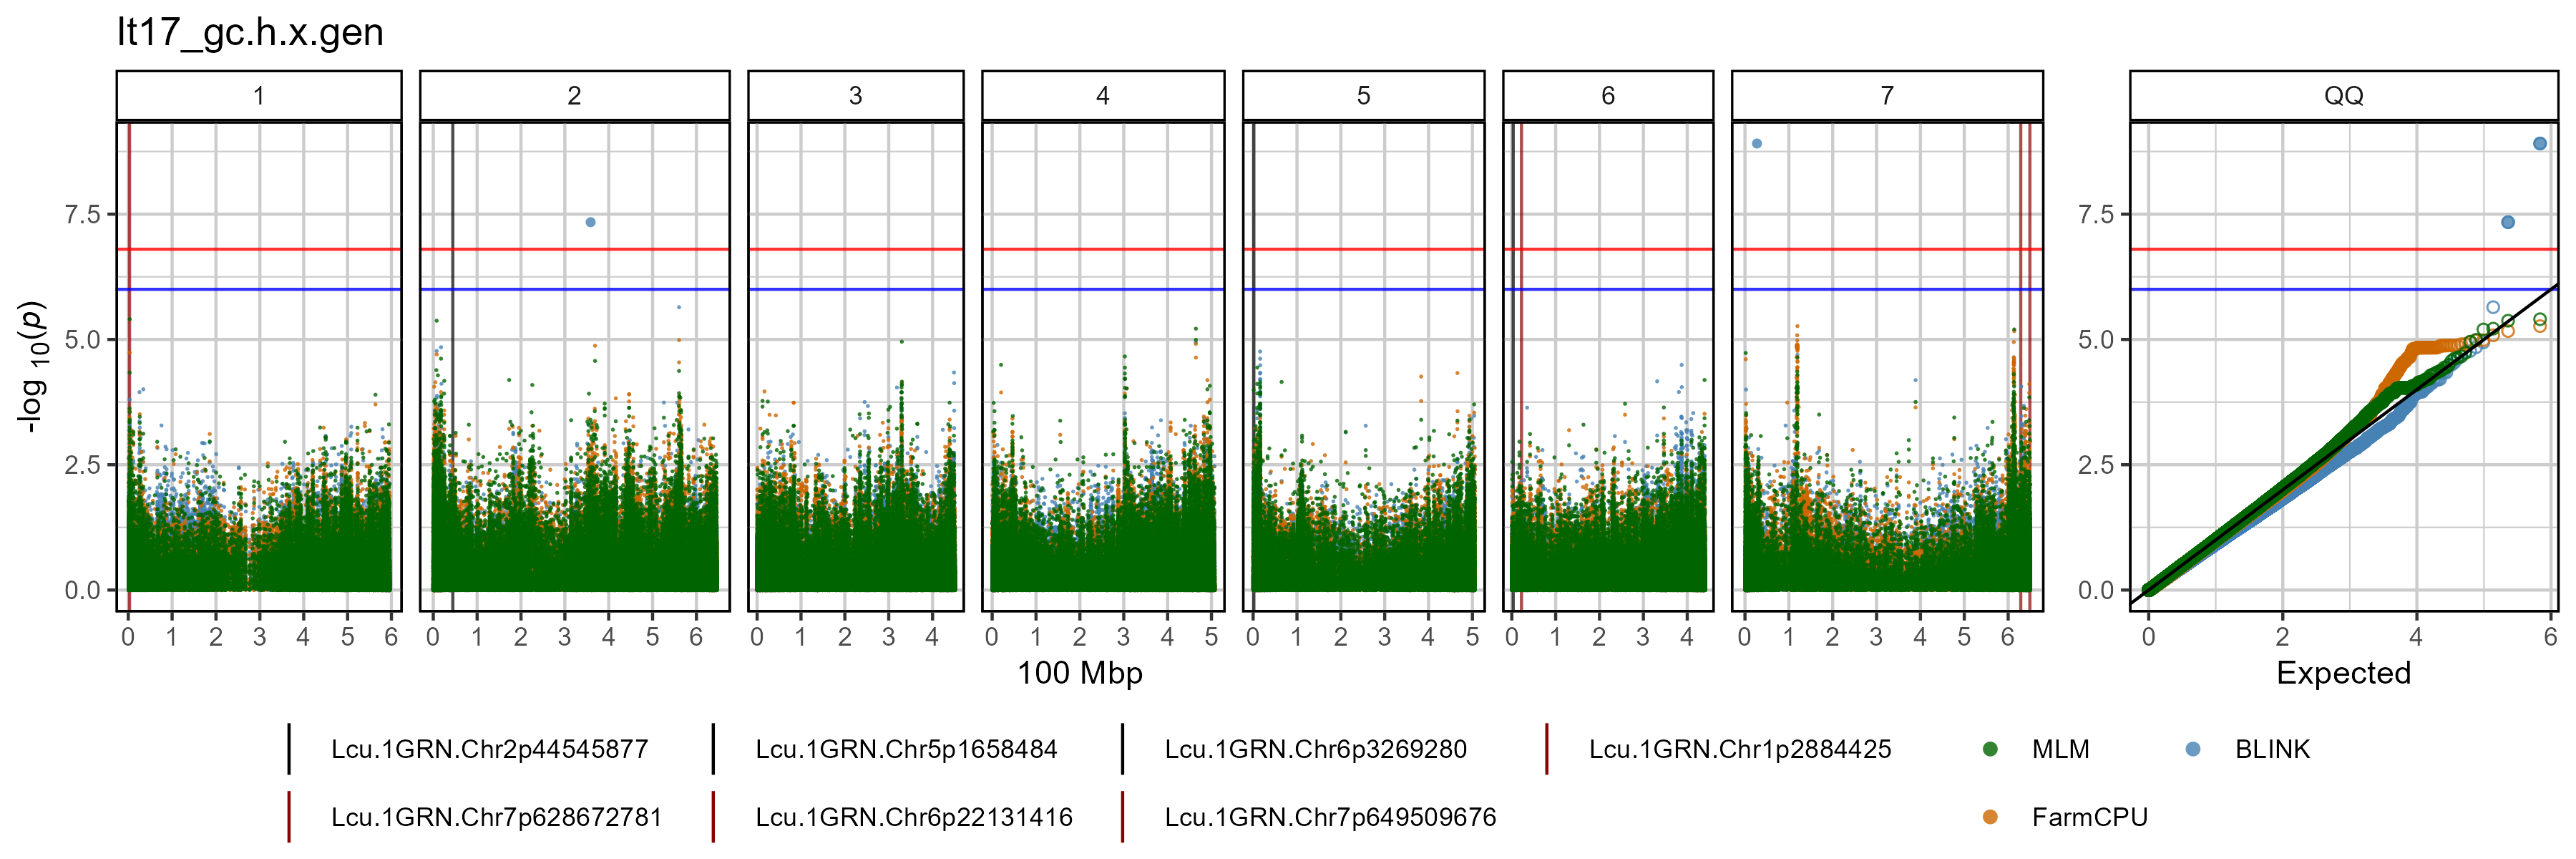 It17_gc.h.x.gen
1 2 3 4 5 6 7 QQ
7.5 7.5
5.0 5.0
2.5 2.5
0.0 0.0
-log 10(p)
0 1 2 3 4 5 6 0 1 2 3 4 5 6 0 1 2 3 4 0 1 2 3 4 5 0 1 2 3 4 5 0 1 2 3 4 0 1 2 3 4 5 6 0 2 4 6
100 Mbp Expected
Lcu.1GRN.Chr2p44545877 Lcu.1GRN.Chr5p1658484 Lcu.1GRN.Chr6p3269280 Lcu.1GRN.Chr1p2884425 MLM BLINK
Lcu.1GRN.Chr7p628672781 Lcu.1GRN.Chr6p22131416 Lcu.1GRN.Chr7p649509676 FarmCPU